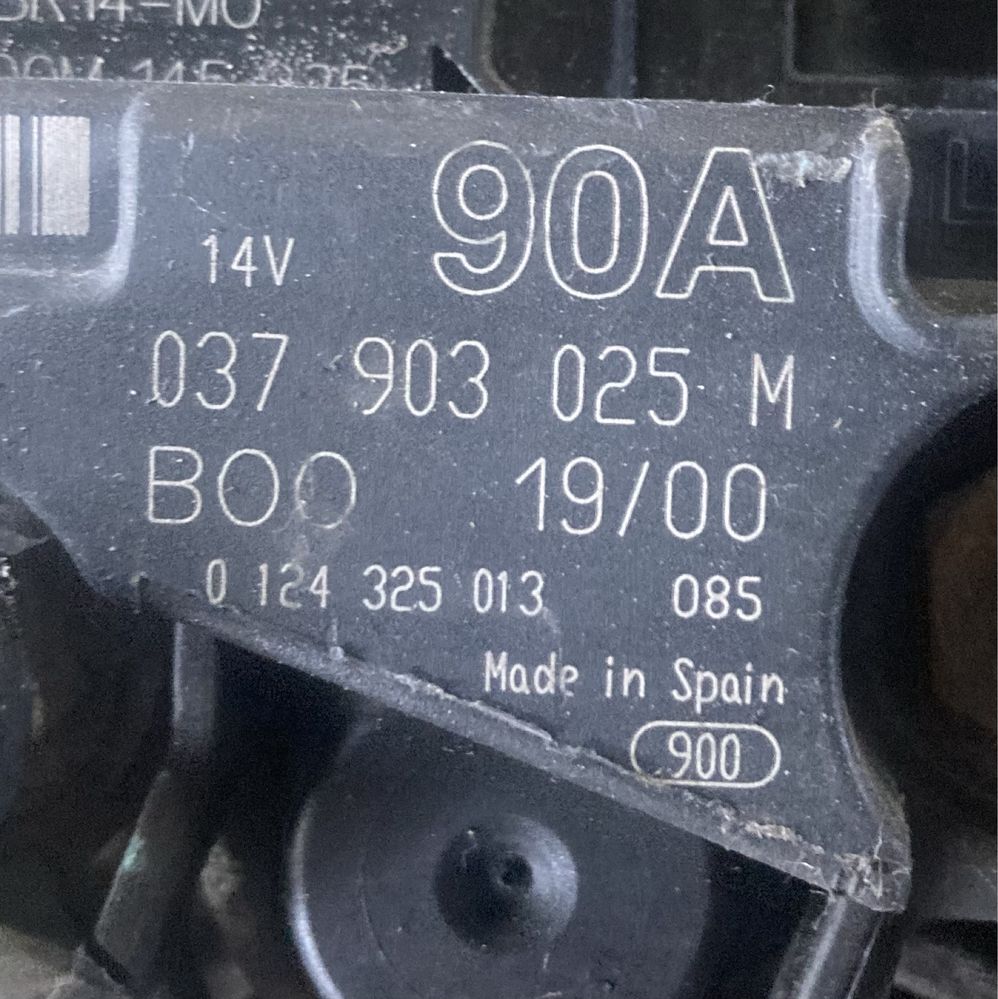 14V 90A
037 903 025 M
BOO 19/00
0 124 325 013 085
Made in Spain
900